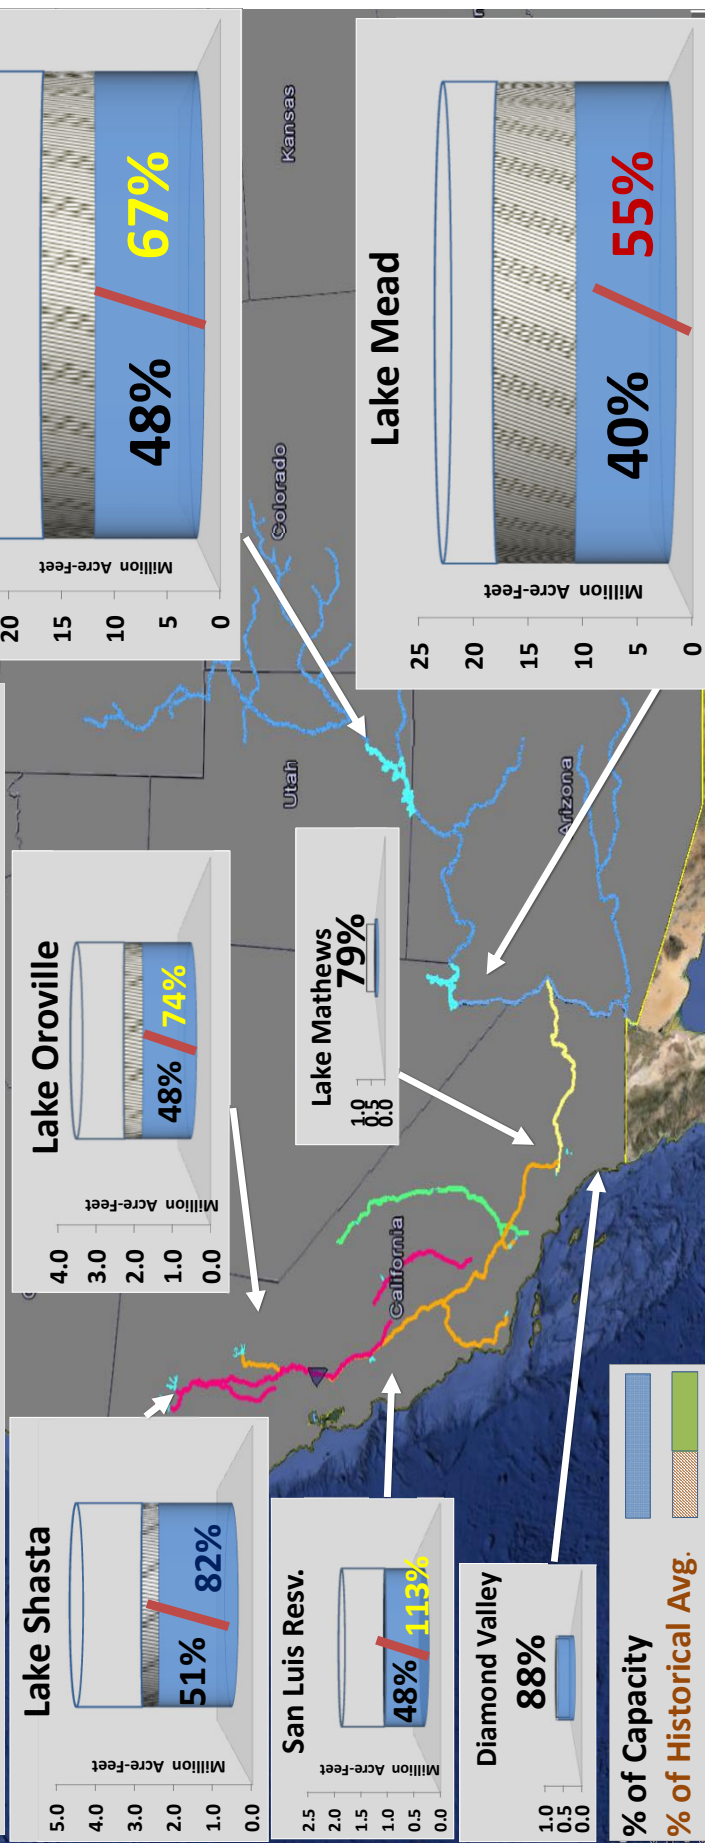 Lake Shasta
51%
82%
Million Acre-Feet
5.0
4.0
3.0
2.0
1.0
0.0
Lake Oroville
48%
74%
Million Acre-Feet
4.0
3.0
2.0
1.0
0.0
48%
67%
Million Acre-Feet
20
15
10
5
0
San Luis Resv.
48%
113%
Million Acre-Feet
2.5
2.0
1.5
1.0
0.5
0.0
Lake Mathews
79%
1.0
0.5
0.0
Lake Mead
40%
55%
Million Acre-Feet
25
20
15
10
5
0
Diamond Valley
88%
1.0
0.5
0.0
Utah
Colorado
Kansas
California
Arizona
% of Capacity
% of Historical Avg.